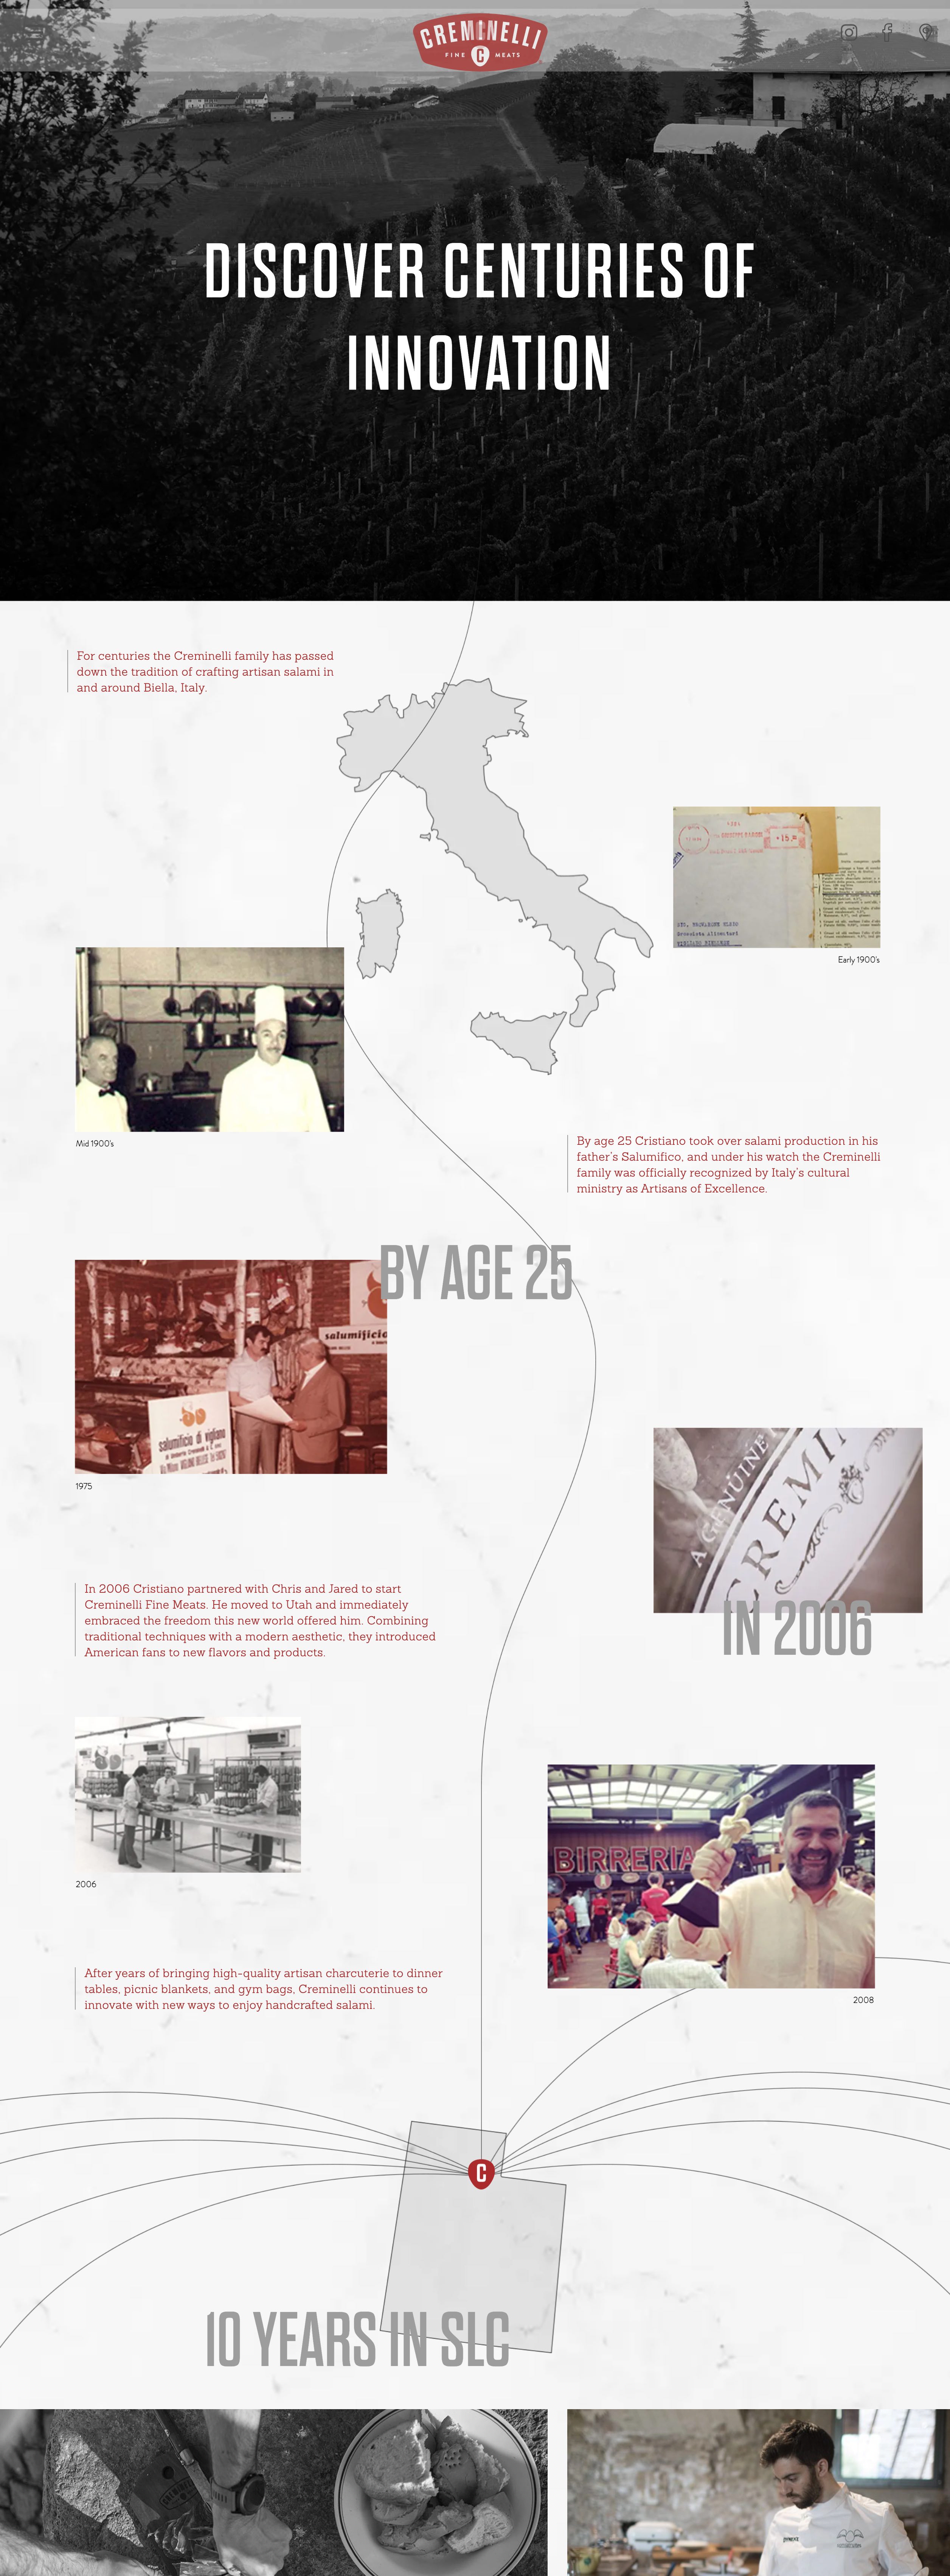 CREMINELLI
FINE C MEATS
DISCOVER CENTURIES OF
INNOVATION
For centuries the Creminelli family has passed
down the tradition of crafting artisan salami in
and around Biella, Italy.
Early 1900's
Mid 1900's
By age 25 Cristiano took over salami production in his
father's Salumifico, and under his watch the Creminelli
family was officially recognized by Italy's cultural
ministry as Artisans of Excellence.
BY AGE 25
salumificio
salumificio di vigliano
1975
A GENUINE
CREMI
IN 2006
In 2006 Cristiano partnered with Chris and Jared to start
Creminelli Fine Meats. He moved to Utah and immediately
embraced the freedom this new world offered him. Combining
traditional techniques with a modern aesthetic, they introduced
American fans to new flavors and products.
BIRRERIA
2006
After years of bringing high-quality artisan charcuterie to dinner
tables, picnic blankets, and gym bags, Creminelli continues to
innovate with new ways to enjoy handcrafted salami.
2008
C
10 YEARS IN SLC